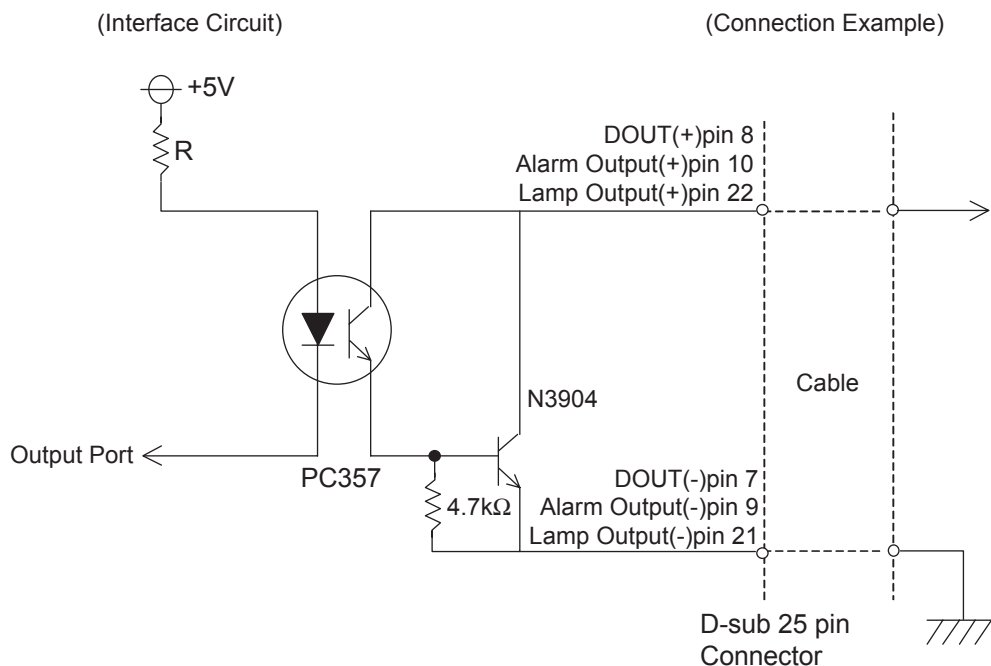 (Interface Circuit)
(Connection Example)
+5V
R
DOUT(+)pin 8
Alarm Output(+)pin 10
Lamp Output(+)pin 22
Cable
N3904
Output Port
PC357
4.7kΩ
DOUT(-)pin 7
Alarm Output(-)pin 9
Lamp Output(-)pin 21
D-sub 25 pin
Connector